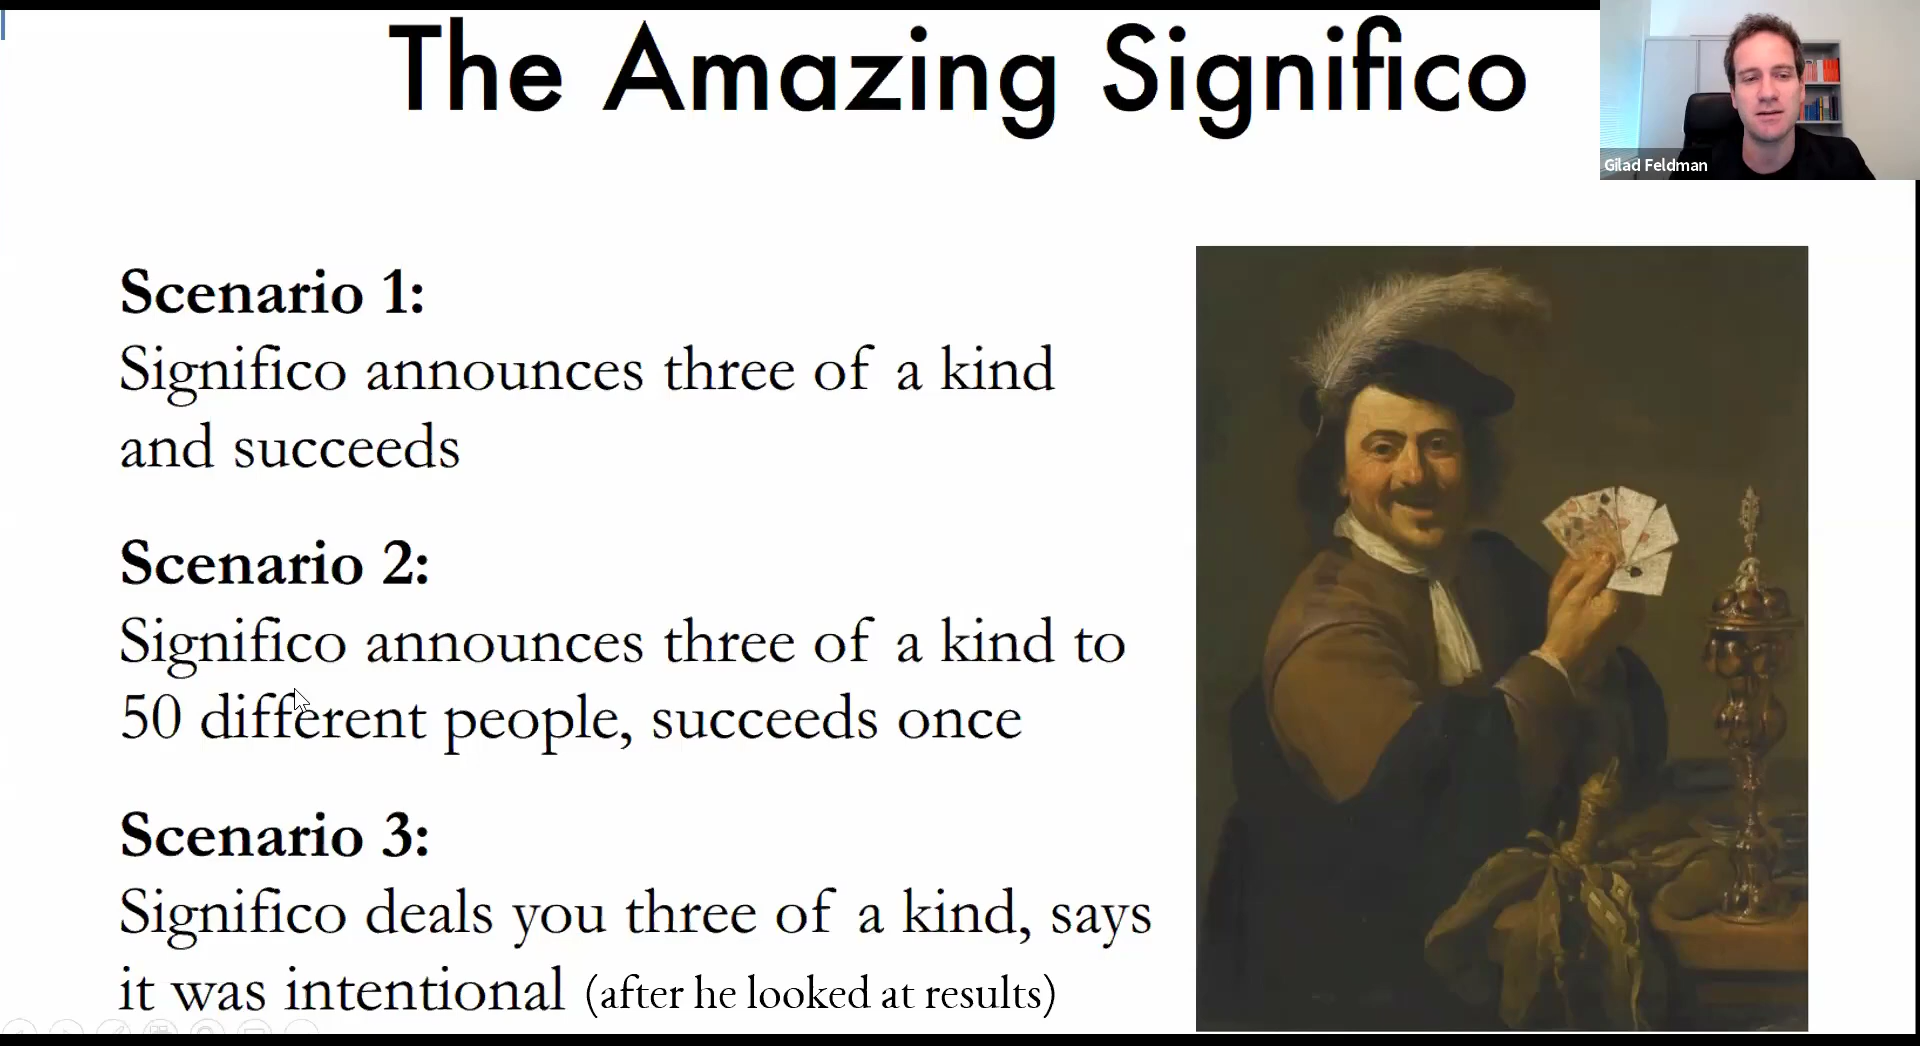 The Amazing Significo
Gilad Feldman
Scenario 1:
Significo announces three of a kind
and succeeds
Scenario 2:
Significo announces three of a kind to
50 different people, succeeds once
Scenario 3:
Significo deals you three of a kind, says
it was intentional (after he looked at results)